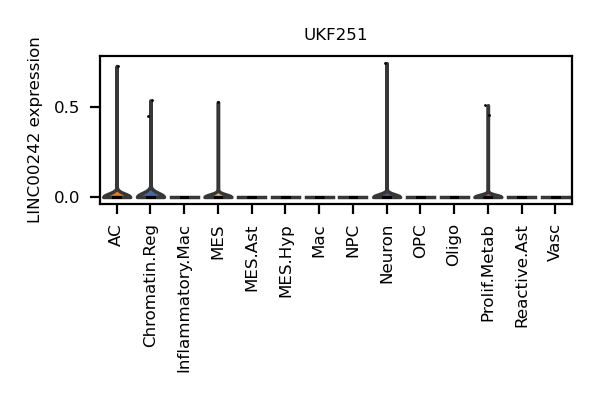 UKF251
LINC00242 expression
0.5
0.0
AC
Chromatin.Reg
Inflammatory.Mac
MES
MES.Ast
MES.Hyp
Mac
NPC
Neuron
OPC
Oligo
Prolif.Metab
Reactive.Ast
Vasc